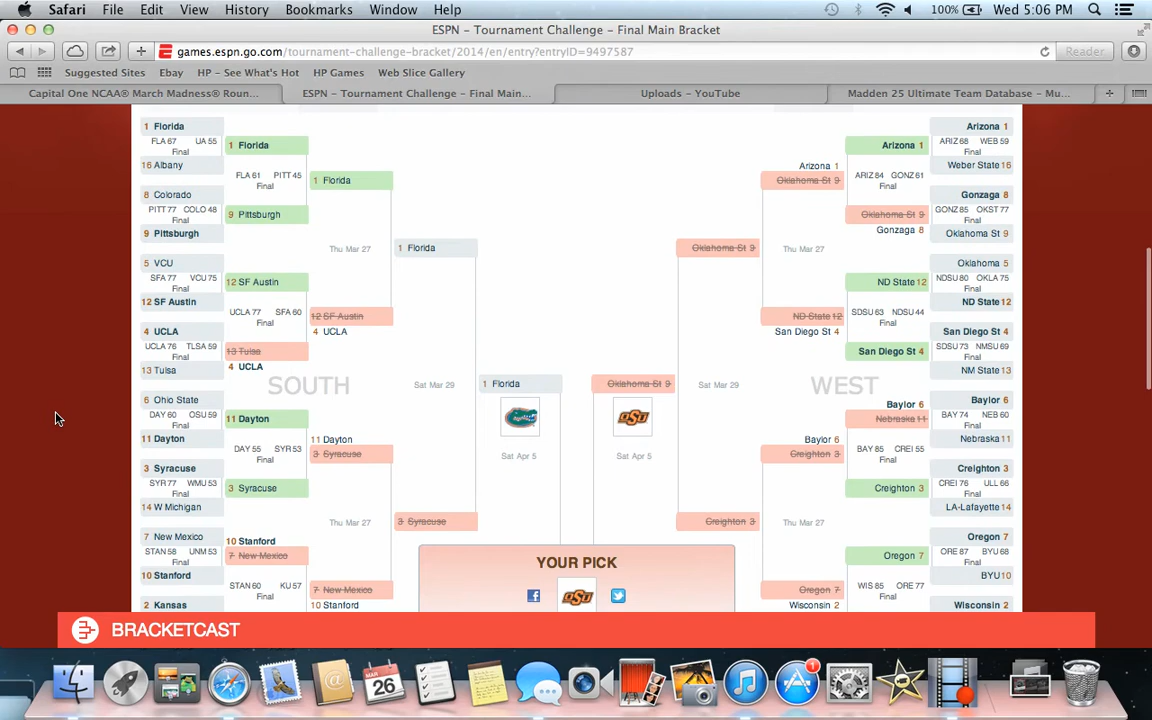 Safari File Edit View History Bookmarks Window Help 100% Wed 5:06 PM
ESPN – Tournament Challenge – Final Main Bracket
games.espn.go.com/tournament-challenge-bracket/2014/en/entry?entryID=9497587 Reader
Suggested Sites Ebay HP – See What's Hot HP Games Web Slice Gallery
Capital One NCAA® March Madness® Roun... ESPN – Tournament Challenge – Final Main... Uploads – YouTube Madden 25 Ultimate Team Database – Mu...
1 Florida
FLA 67 UA 55
Final
16 Albany
8 Colorado
PITT 77 COLO 48
Final
9 Pittsburgh
5 VCU
SFA 77 VCU 75
Final
12 SF Austin
4 UCLA
UCLA 76 TLSA 59
Final
13 Tulsa
6 Ohio State
DAY 60 OSU 59
Final
11 Dayton
3 Syracuse
SYR 77 WMU 53
Final
14 W Michigan
7 New Mexico
STAN 58 UNM 53
Final
10 Stanford
2 Kansas
1 Florida
FLA 61 PITT 45
Final
9 Pittsburgh
12 SF Austin
UCLA 77 SFA 60
Final
13 Tulsa
4 UCLA
11 Dayton
DAY 55 SYR 53
Final
3 Syracuse
10 Stanford
7 New Mexico
STAN 60 KU 57
Final
1 Florida
Thu Mar 27
12 SF Austin
4 UCLA
SOUTH
11 Dayton
3 Syracuse
Thu Mar 27
7 New Mexico
10 Stanford
1 Florida
Sat Mar 29
3 Syracuse
1 Florida
Sat Apr 5
Oklahoma St 9
OSU
Sat Apr 5
YOUR PICK
OSU
Oklahoma St 9
Sat Mar 29
Creighton 3
Arizona 1
Oklahoma St 9
Thu Mar 27
ND State 12
San Diego St 4
WEST
Baylor 6
Creighton 3
Thu Mar 27
Oregon 7
Wisconsin 2
Arizona 1
ARIZ 84 GONZ 61
Final
Oklahoma St 9
Gonzaga 8
ND State 12
SDSU 63 NDSU 44
Final
San Diego St 4
Baylor 6
Nebraska 11
BAY 85 CREI 55
Final
Creighton 3
Oregon 7
WIS 85 ORE 77
Final
Arizona 1
ARIZ 68 WEB 59
Final
Weber State 16
Gonzaga 8
GONZ 85 OKST 77
Final
Oklahoma St 9
Oklahoma 5
NDSU 80 OKLA 75
Final
ND State 12
San Diego St 4
SDSU 73 NMSU 69
Final
NM State 13
Baylor 6
BAY 74 NEB 60
Final
Nebraska 11
Creighton 3
CREI 76 ULL 66
Final
LA-Lafayette 14
Oregon 7
ORE 87 BYU 68
Final
BYU 10
Wisconsin 2
BRACKETCAST
MAR
26
1